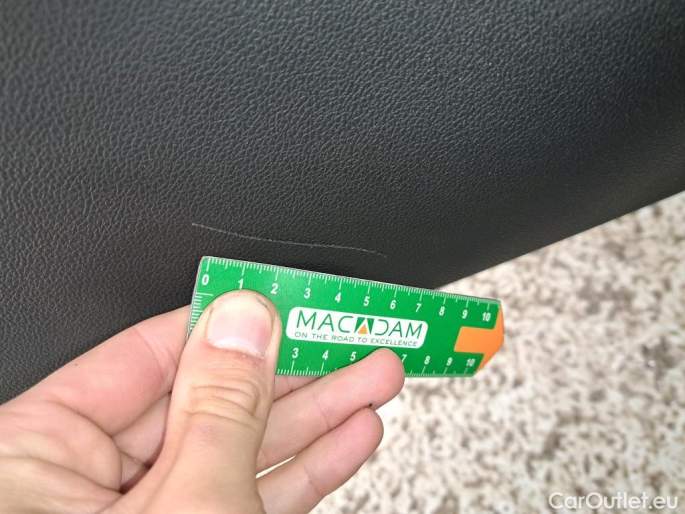 0 1 2 3 4 5 6 7 8 9 10
MACADAM
ON THE ROAD TO EXCELLENCE
3 4 5 7 8 9 10
CarOutlet.eu